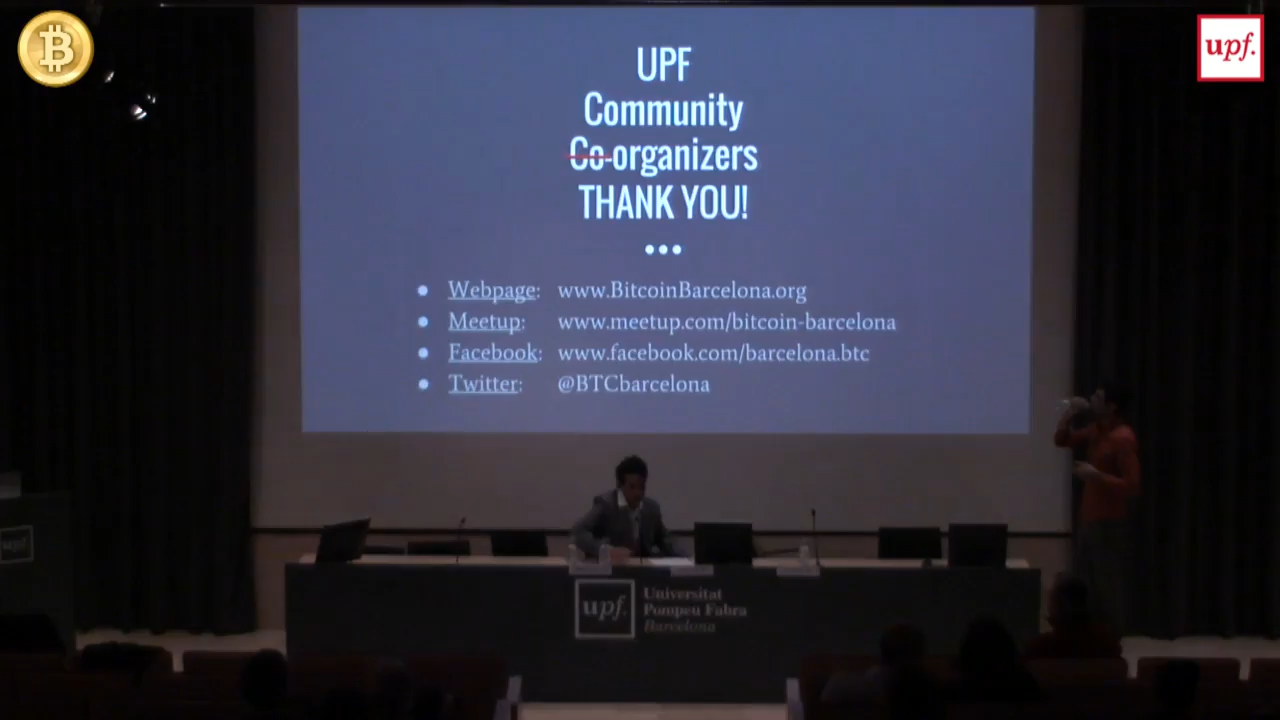 upf.
UPF
Community
Co-organizers
THANK YOU!
Webpage: www.BitcoinBarcelona.org
Meetup: www.meetup.com/bitcoin-barcelona
Facebook: www.facebook.com/barcelona.btc
Twitter: @BTCbarcelona
upf.
upf.
Universitat
Pompeu Fabra
Barcelona